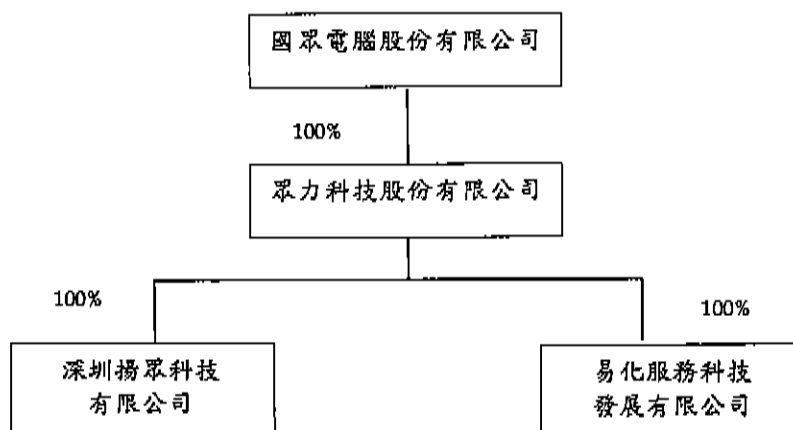 國眾電腦股份有限公司
100%
眾力科技股份有限公司
100%
100%
深圳揚眾科技
有限公司
易化服務科技
發展有限公司